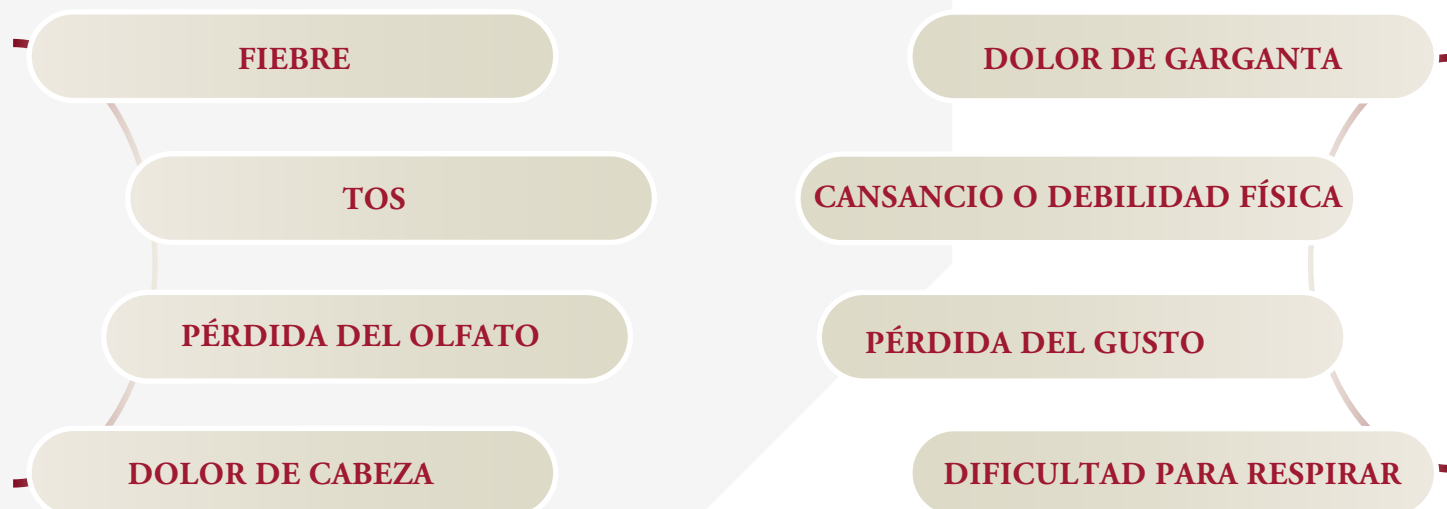 FIEBRE
TOS
PÉRDIDA DEL OLFATO
DOLOR DE CABEZA
DOLOR DE GARGANTA
CANSANCIO O DEBILIDAD FÍSICA
PÉRDIDA DEL GUSTO
DIFICULTAD PARA RESPIRAR